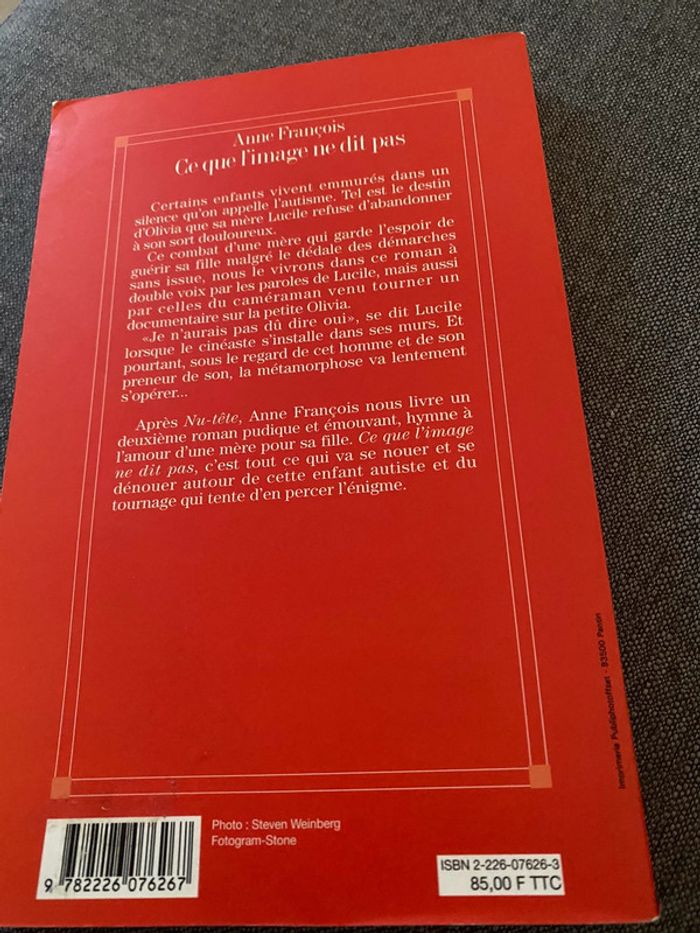 Anne François
Ce que l'image ne dit pas
Certains enfants vivent emmurés dans un
silence qu'on appelle l'autisme. Tel est le destin
d'Olivia que sa mère Lucile refuse d'abandonner
à son sort douloureux.
Ce combat d'une mère qui garde l'espoir de
guérir sa fille malgré le dédale des démarches
sans issue, nous le vivrons dans ce roman à
double voix par les paroles de Lucile, mais aussi
par celles du caméraman venu tourner un
documentaire sur la petite Olivia.
«Je n'aurais pas dû dire oui», se dit Lucile
lorsque le cinéaste s'installe dans ses murs. Et
pourtant, sous le regard de cet homme et de son
preneur de son, la métamorphose va lentement
s'opérer...
Après Nu-tête, Anne François nous livre un
deuxième roman pudique et émouvant, hymne à
l'amour d'une mère pour sa fille. Ce que l'image
ne dit pas, c'est tout ce qui va se nouer et se
dénouer autour de cette enfant autiste et du
tournage qui tente d'en percer l'énigme.
Imprimerie Publiphotoffset - 93500 Pantin
Photo : Steven Weinberg
Fotogram-Stone
9 782226 076267
ISBN 2-226-07626-3
85,00 F TTC